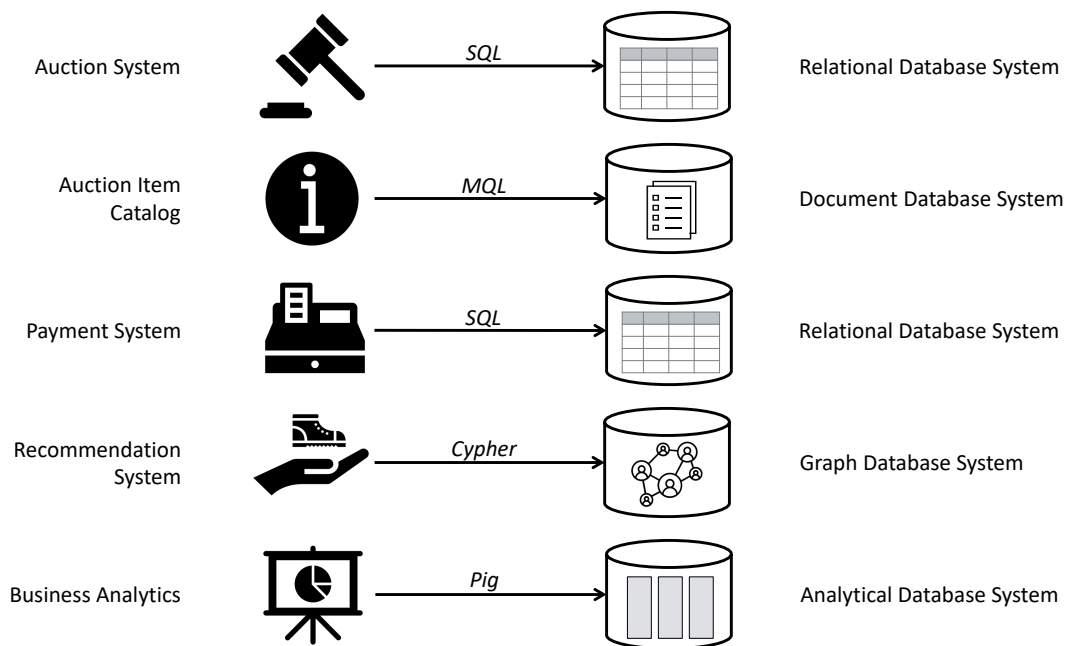 Auction System
SQL
Relational Database System
Auction Item
Catalog
MQL
Document Database System
Payment System
SQL
Relational Database System
Recommendation
System
Cypher
Graph Database System
Business Analytics
Pig
Analytical Database System